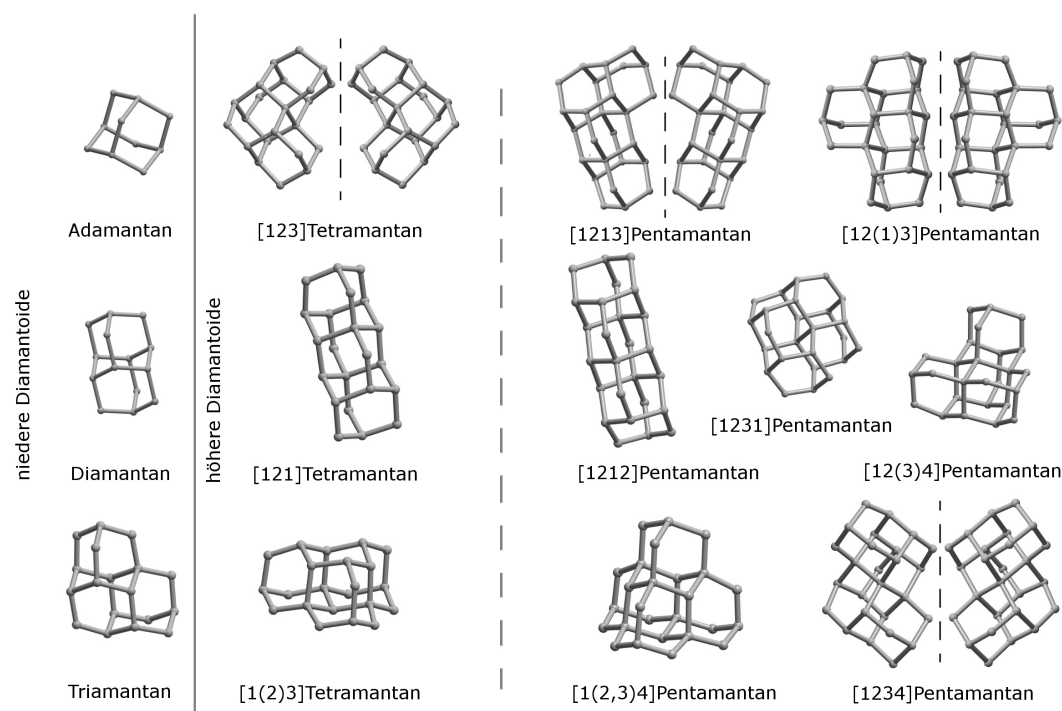 Adamantan
[123]Tetramantan
[1213]Pentamantan
[12(1)3]Pentamantan
niedere Diamantoide
höhere Diamantoide
[1231]Pentamantan
Diamantan
[121]Tetramantan
[1212]Pentamantan
[12(3)4]Pentamantan
Triamantan
[1(2)3]Tetramantan
[1(2,3)4]Pentamantan
[1234]Pentamantan